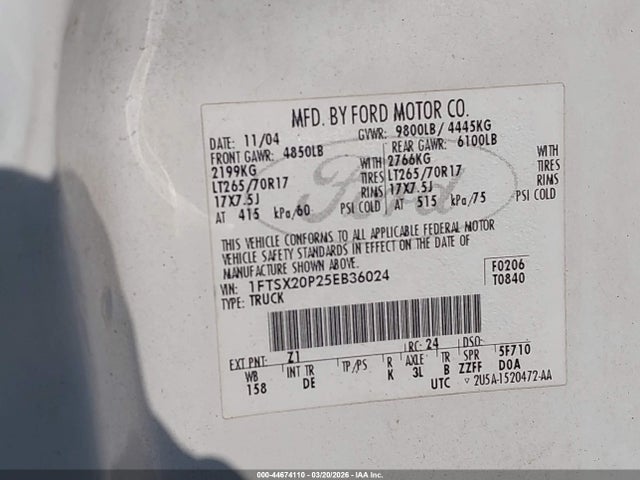 MFD. BY FORD MOTOR CO.
DATE: 11/04 GVWR: 9800LB/ 4445KG
FRONT GAWR: 4850LB REAR GAWR: 6100LB
2199KG WITH 2766KG WITH
LT265/70R17 TIRES LT265/70R17 TIRES
17X7.5J RIMS 17X7.5J RIMS
AT 415 kPa/60 PSI COLD AT 515 kPa/75 PSI COLD
Ford
THIS VEHICLE CONFORMS TO ALL APPLICABLE FEDERAL MOTOR
VEHICLE SAFETY STANDARDS IN EFFECT ON THE DATE OF
MANUFACTURE SHOWN ABOVE.
VIN: 1FTSX20P25EB36024 F0206
TYPE: TRUCK T0840
EXT PNT: Z1 RC: 24 DSO:
WB INT TR TP/PS R AXLE TR SPR 5F710
158 DE K 3L B ZZFF DOA
UTC ▽ 2U5A-1520472-AA
000-44674110 - 03/20/2026 - IAA Inc.